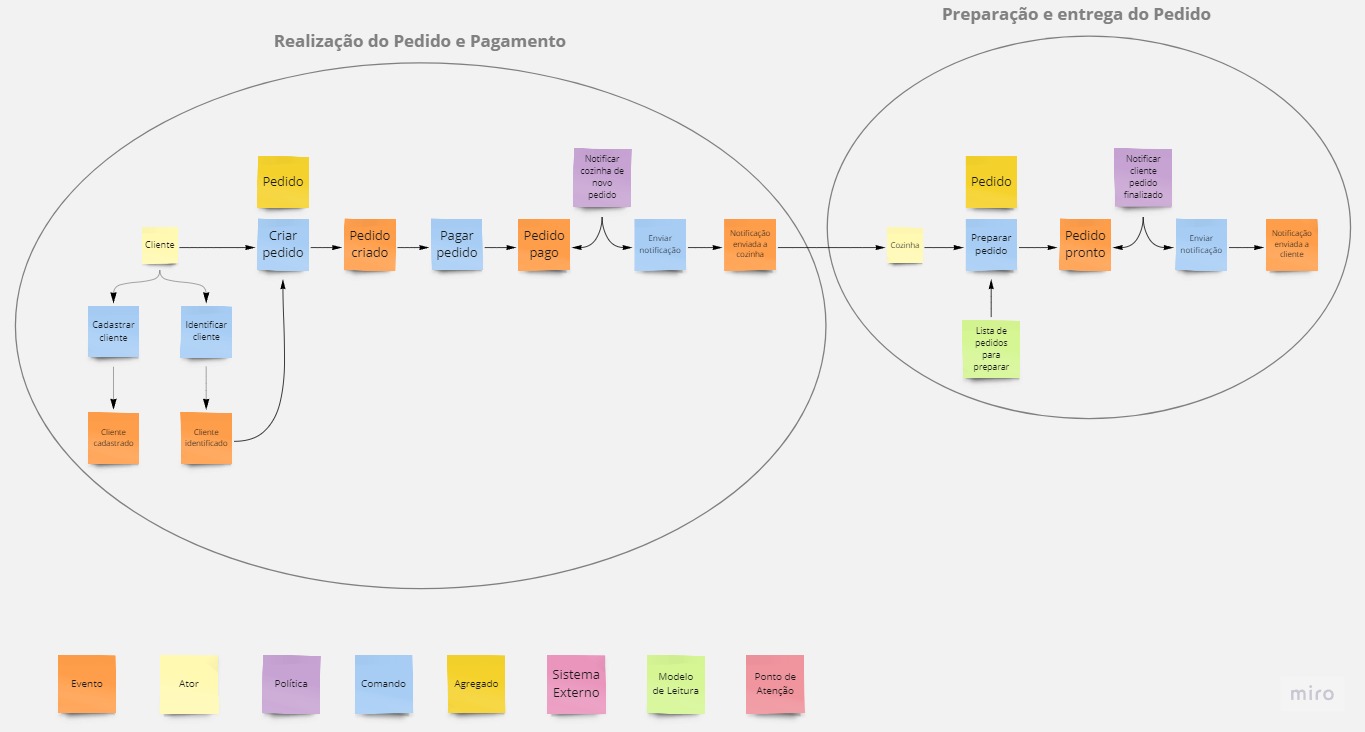 Preparação e entrega do Pedido
Realização do Pedido e Pagamento
Pedido
Notificar
cozinha de
novo
pedido
Cliente
Criar
pedido
Pedido
criado
Pagar
pedido
Pedido
pago
Enviar
notificação
Notificação
enviada a
cozinha
Cadastrar
cliente
Identificar
cliente
Cliente
cadastrado
Cliente
identificado
Pedido
Notificar
cliente
pedido
finalizado
Cozinha
Preparar
pedido
Pedido
pronto
Enviar
notificação
Notificação
enviada a
cliente
Lista de
pedidos
para
preparar
Evento
Ator
Política
Comando
Agregado
Sistema
Externo
Modelo
de Leitura
Ponto de
Atenção
miro